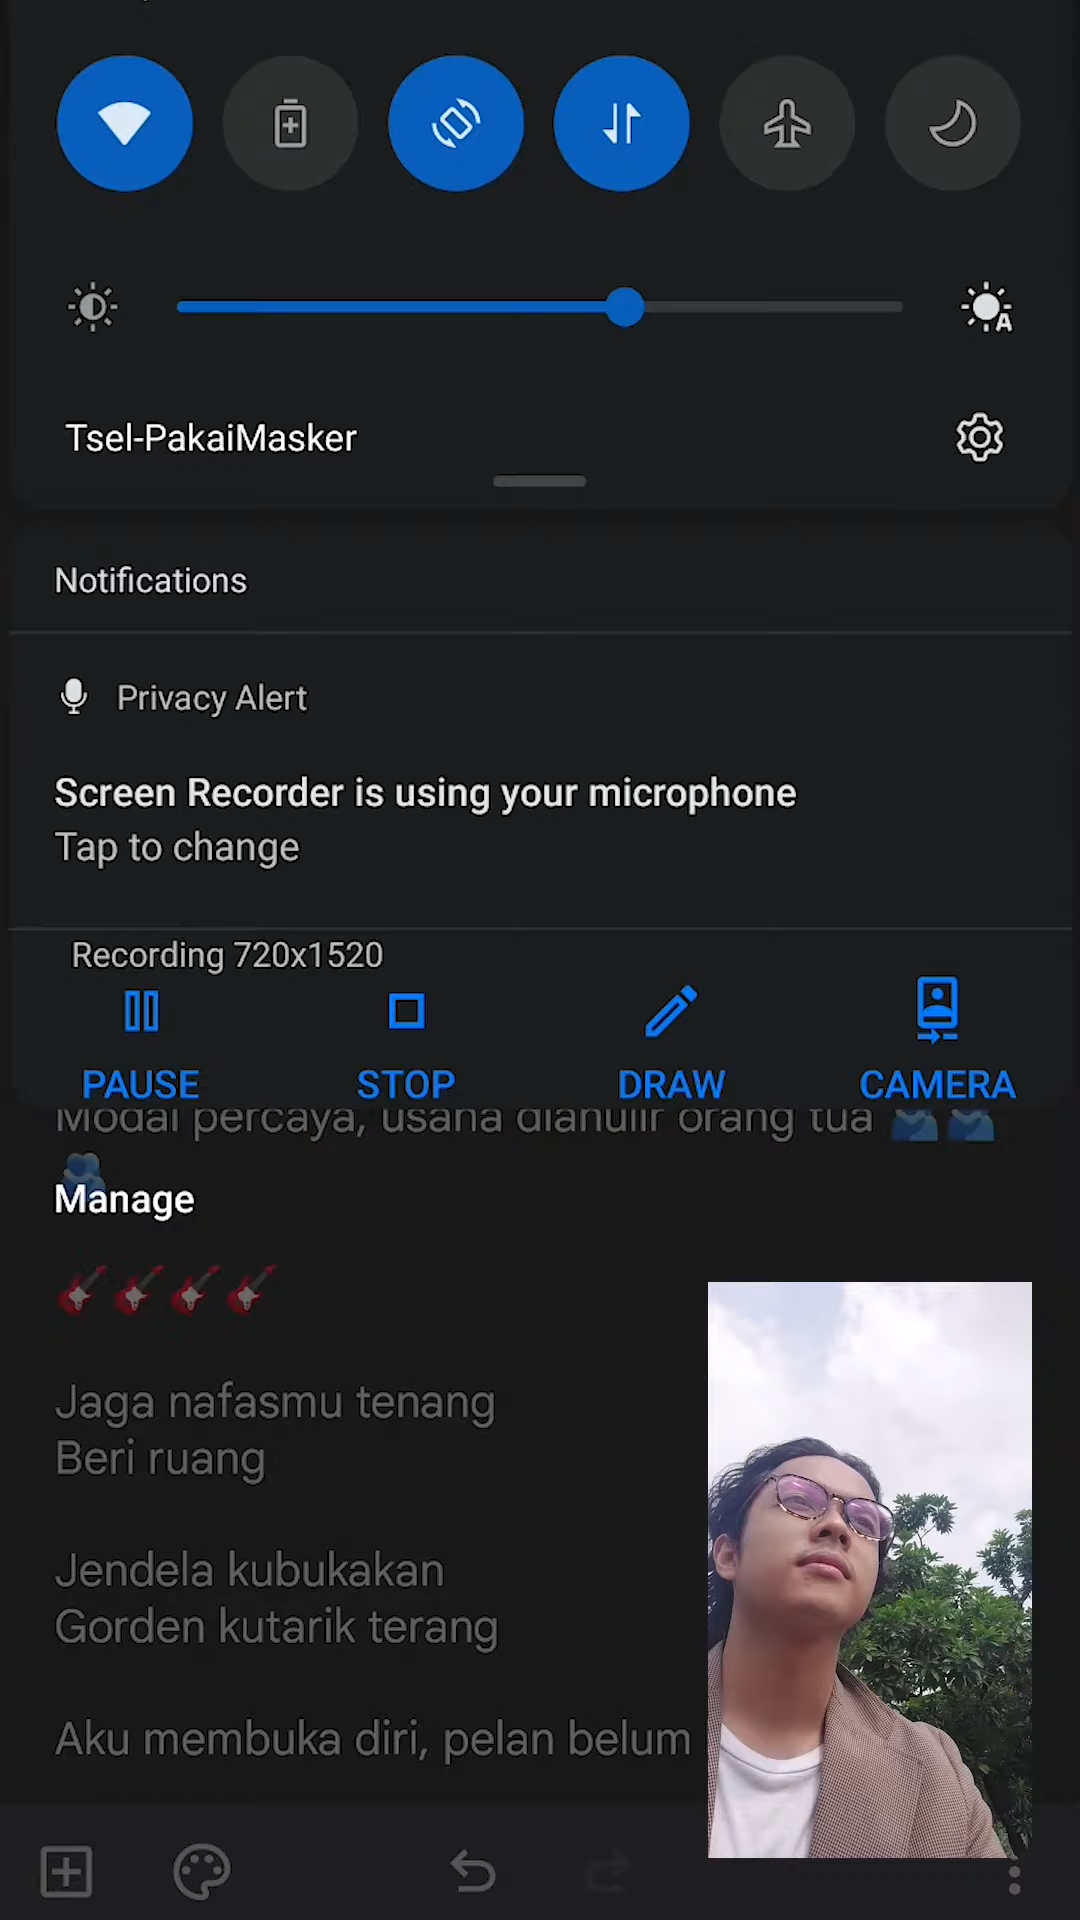 Tsel-PakaiMasker
Notifications
Privacy Alert
Screen Recorder is using your microphone
Tap to change
Recording 720x1520
PAUSE STOP DRAW CAMERA
Modal percaya, usaha dianulir orang tua 🫂🫂
🫂
Manage
🎸🎸🎸🎸
Jaga nafasmu tenang
Beri ruang
Jendela kubukakan
Gorden kutarik terang
Aku membuka diri, pelan belum